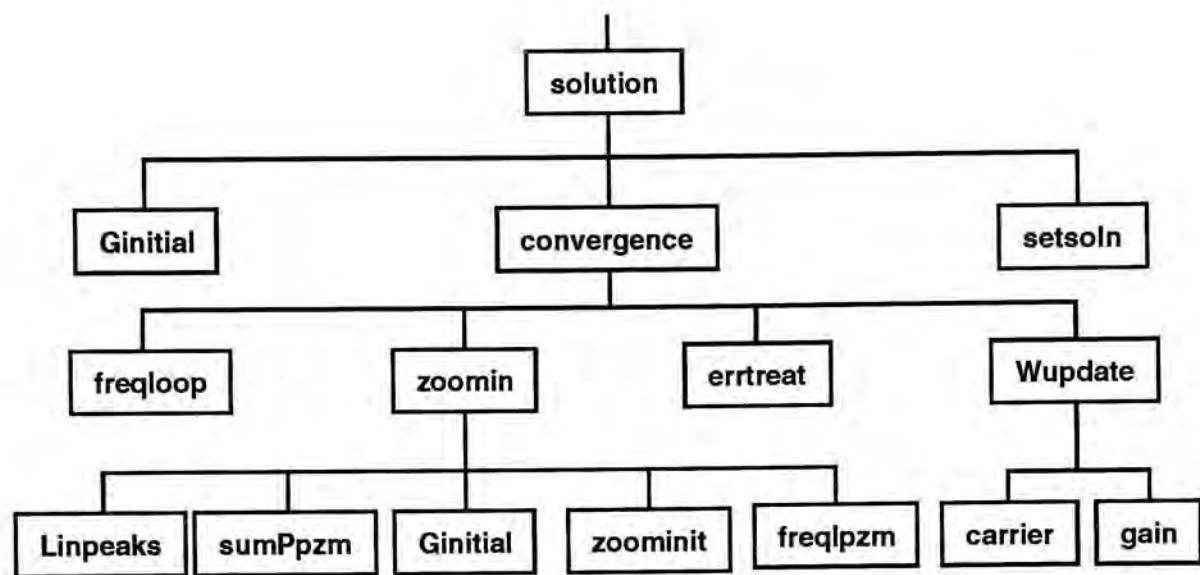 solution
Ginitial
convergence
setsoln
freqloop
zoomin
errtreat
Wupdate
Linpeaks
sumPpzm
Ginitial
zoominit
freqlpzm
carrier
gain